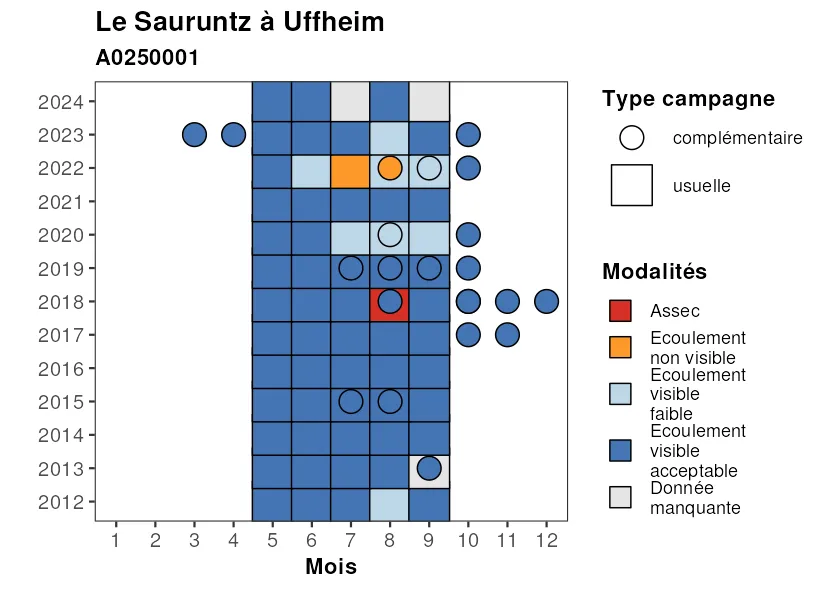 Le Sauruntz à Uffheim
A0250001
2024
2023
2022
2021
2020
2019
2018
2017
2016
2015
2014
2013
2012
1 2 3 4 5 6 7 8 9 10 11 12
Mois
Type campagne
complémentaire
usuelle
Modalités
Assec
Ecoulement
non visible
Ecoulement
visible
faible
Ecoulement
visible
acceptable
Donnée
manquante